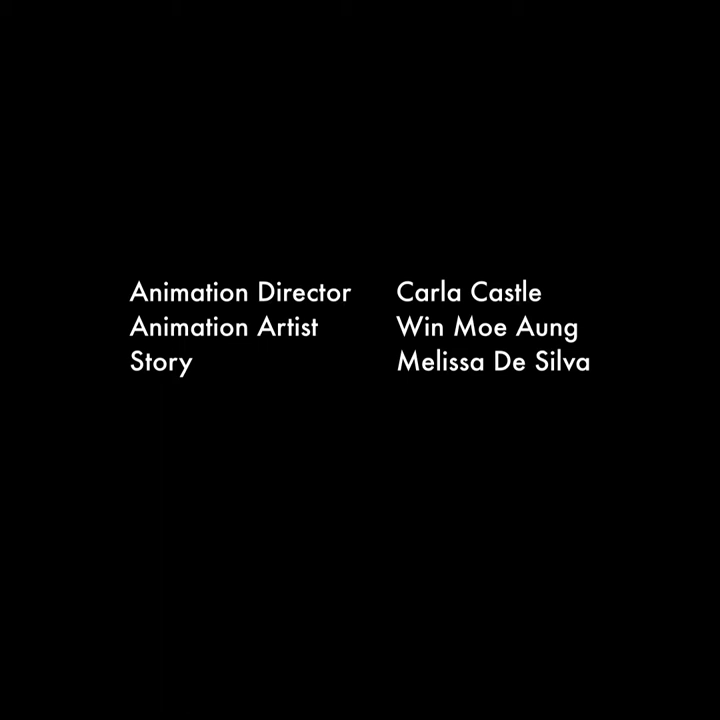 Animation Director Carla Castle
Animation Artist Win Moe Aung
Story Melissa De Silva